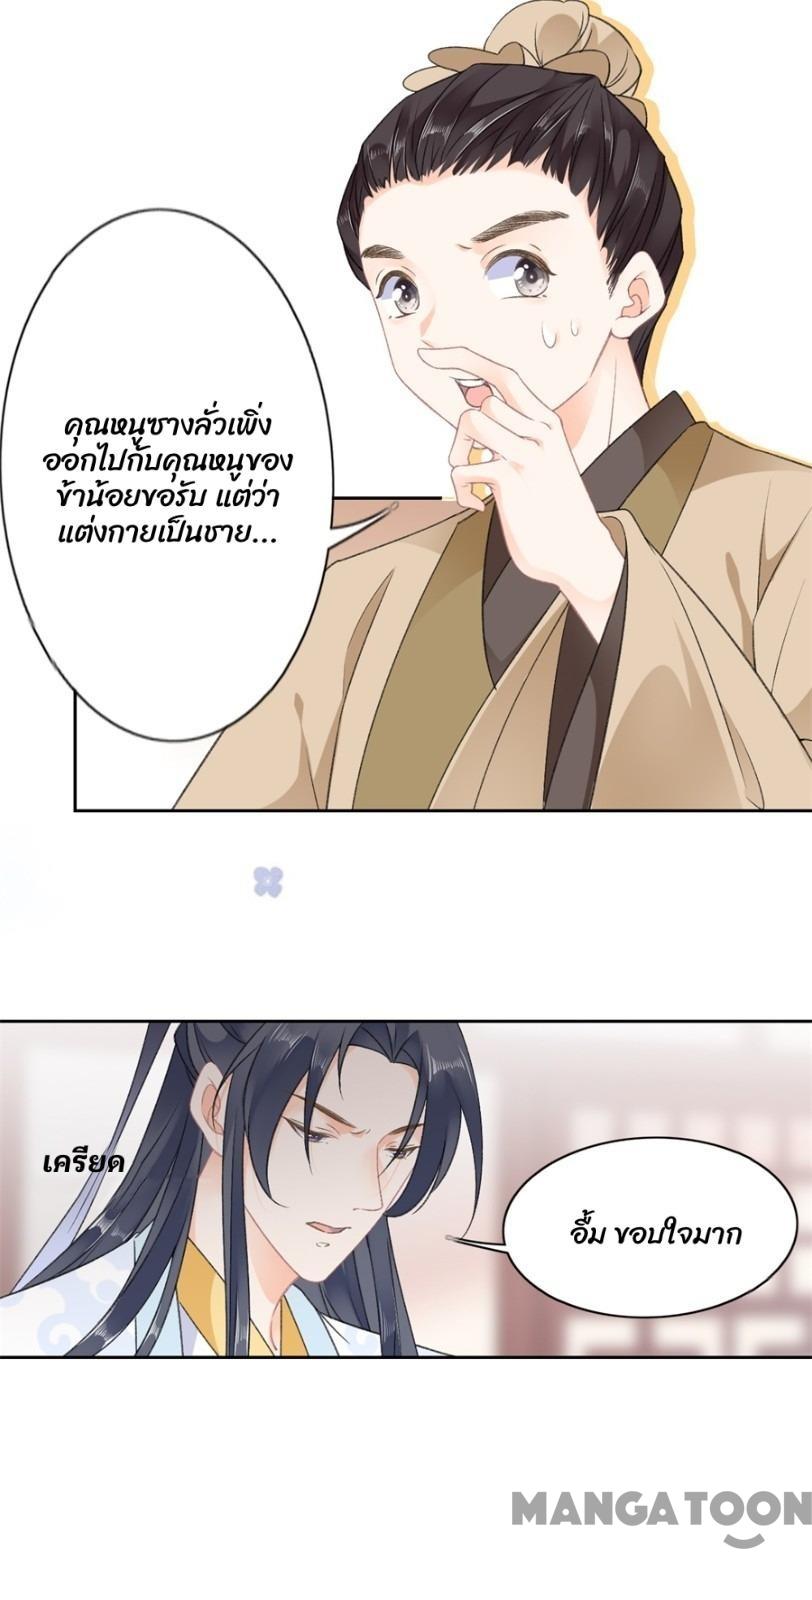 คุณหนูซางลั่วเพิ่ง
ออกไปกับคุณหนูของ
ข้าน้อยขอรับ แต่ว่า
แต่งกายเป็นชาย...
เครียด
อื้ม ขอบใจมาก
MANGATOON